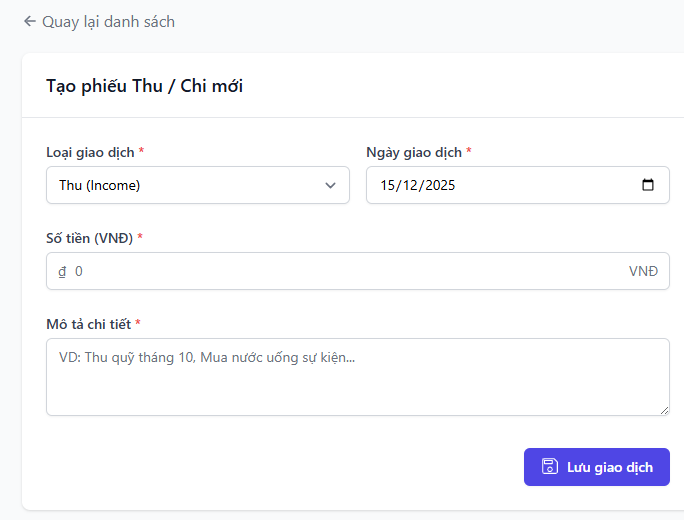 ← Quay lại danh sách
Tạo phiếu Thu / Chi mới
Loại giao dịch *
Ngày giao dịch *
Thu (Income)
15/12/2025
Số tiền (VNĐ) *
₫ 0 VNĐ
Mô tả chi tiết *
VD: Thu quỹ tháng 10, Mua nước uống sự kiện...
Lưu giao dịch